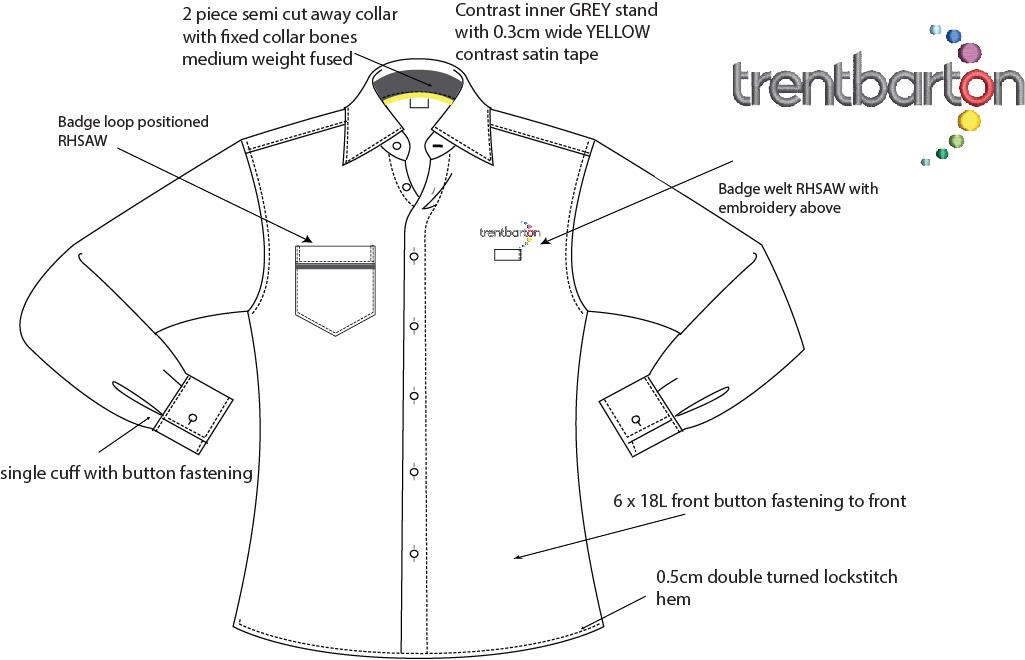 2 piece semi cut away collar
with fixed collar bones
medium weight fused
Contrast inner GREY stand
with 0.3cm wide YELLOW
contrast satin tape
trentbarton
Badge loop positioned
RHSAW
Badge welt RHSAW with
embroidery above
trentbarton
single cuff with button fastening
6 x 18L front button fastening to front
0.5cm double turned lockstitch
hem